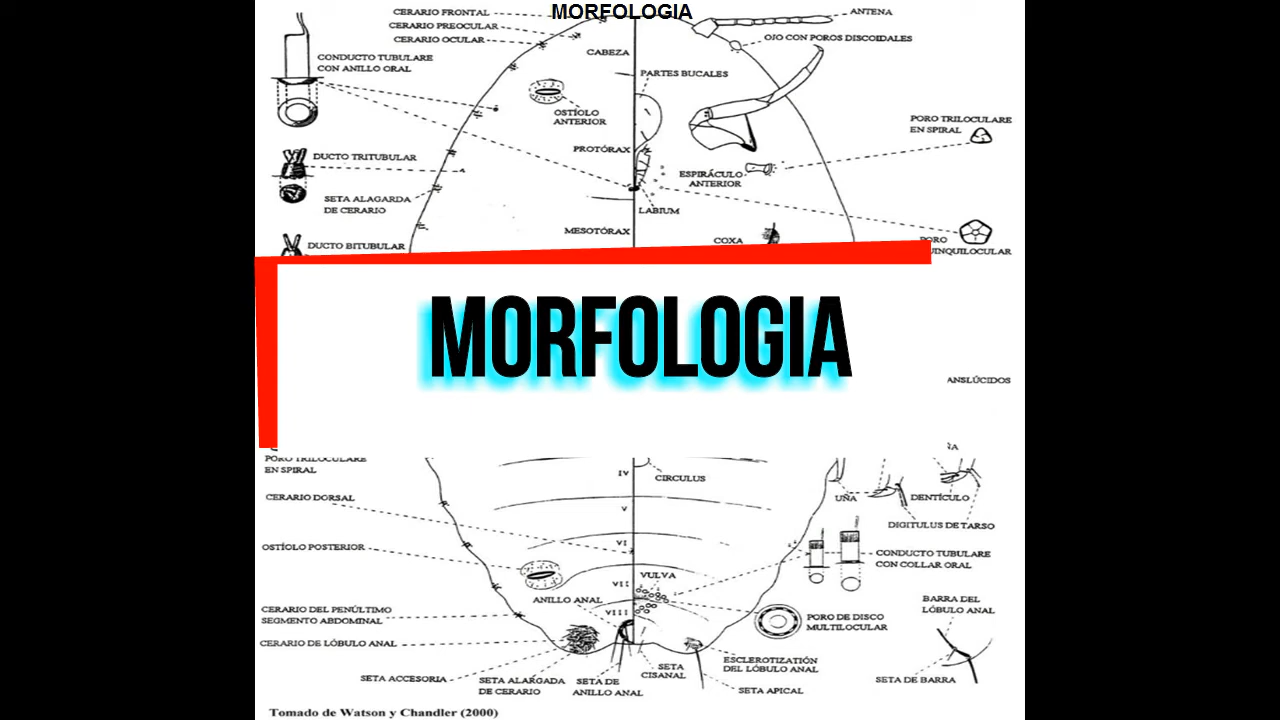 MORFOLOGIA
CERARIO FRONTAL
CERARIO PREOCULAR
CERARIO OCULAR
CONDUCTO TUBULARE
CON ANILLO ORAL
CABEZA
ANTENA
OJO CON POROS DISCOIDALES
PARTES BUCALES
OSTÍOLO
ANTERIOR
PORO TRILOCULARE
EN SPIRAL
DUCTO TRITUBULAR
PROTÓRAX
ESPIRÁCULO
ANTERIOR
SETA ALAGARDA
DE CERARIO
LABIUM
MESOTÓRAX
COXA
DUCTO BITUBULAR
PORO
UINQUILOCULAR
MORFOLOGIA
ANSLÚCIDOS
PORO TRILOCULARE
EN SPIRAL
IV
CIRCULUS
CERARIO DORSAL
V
UÑA
DENTÍCULO
DIGITULUS DE TARSO
OSTÍOLO POSTERIOR
VI
CONDUCTO TUBULARE
CON COLLAR ORAL
VII
VULVA
ANILLO ANAL
VIII
CERARIO DEL PENÚLTIMO
SEGMENTO ABDOMINAL
PORO DE DISCO
MULTILOCULAR
BARRA DEL
LÓBULO ANAL
CERARIO DE LÓBULO ANAL
SETA ACCESORIA
SETA ALARGADA
DE CERARIO
SETA DE
ANILLO ANAL
SETA
CISANAL
ESCLEROTIZACIÓN
DEL LÓBULO ANAL
SETA APICAL
SETA DE BARRA
Tomado de Watson y Chandler (2000)